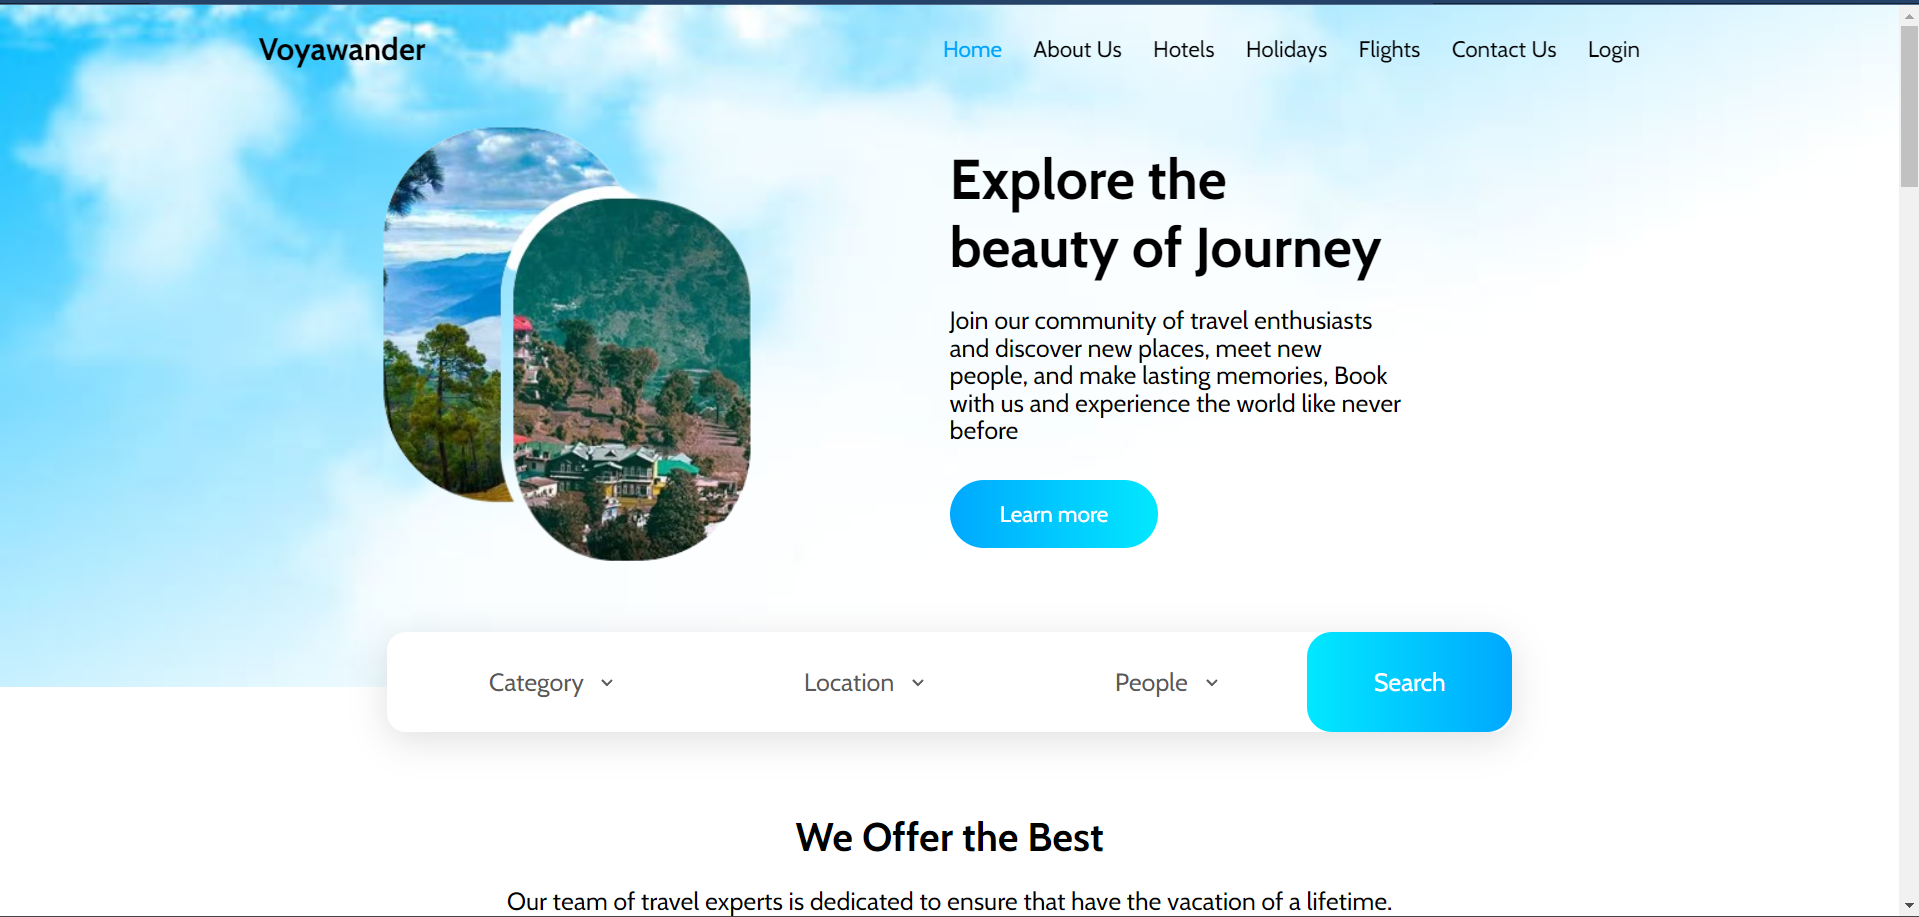 Voyawander
Home About Us Hotels Holidays Flights Contact Us Login
Explore the
beauty of Journey
Join our community of travel enthusiasts
and discover new places, meet new
people, and make lasting memories, Book
with us and experience the world like never
before
Learn more
Category Location People Search
We Offer the Best
Our team of travel experts is dedicated to ensure that have the vacation of a lifetime.